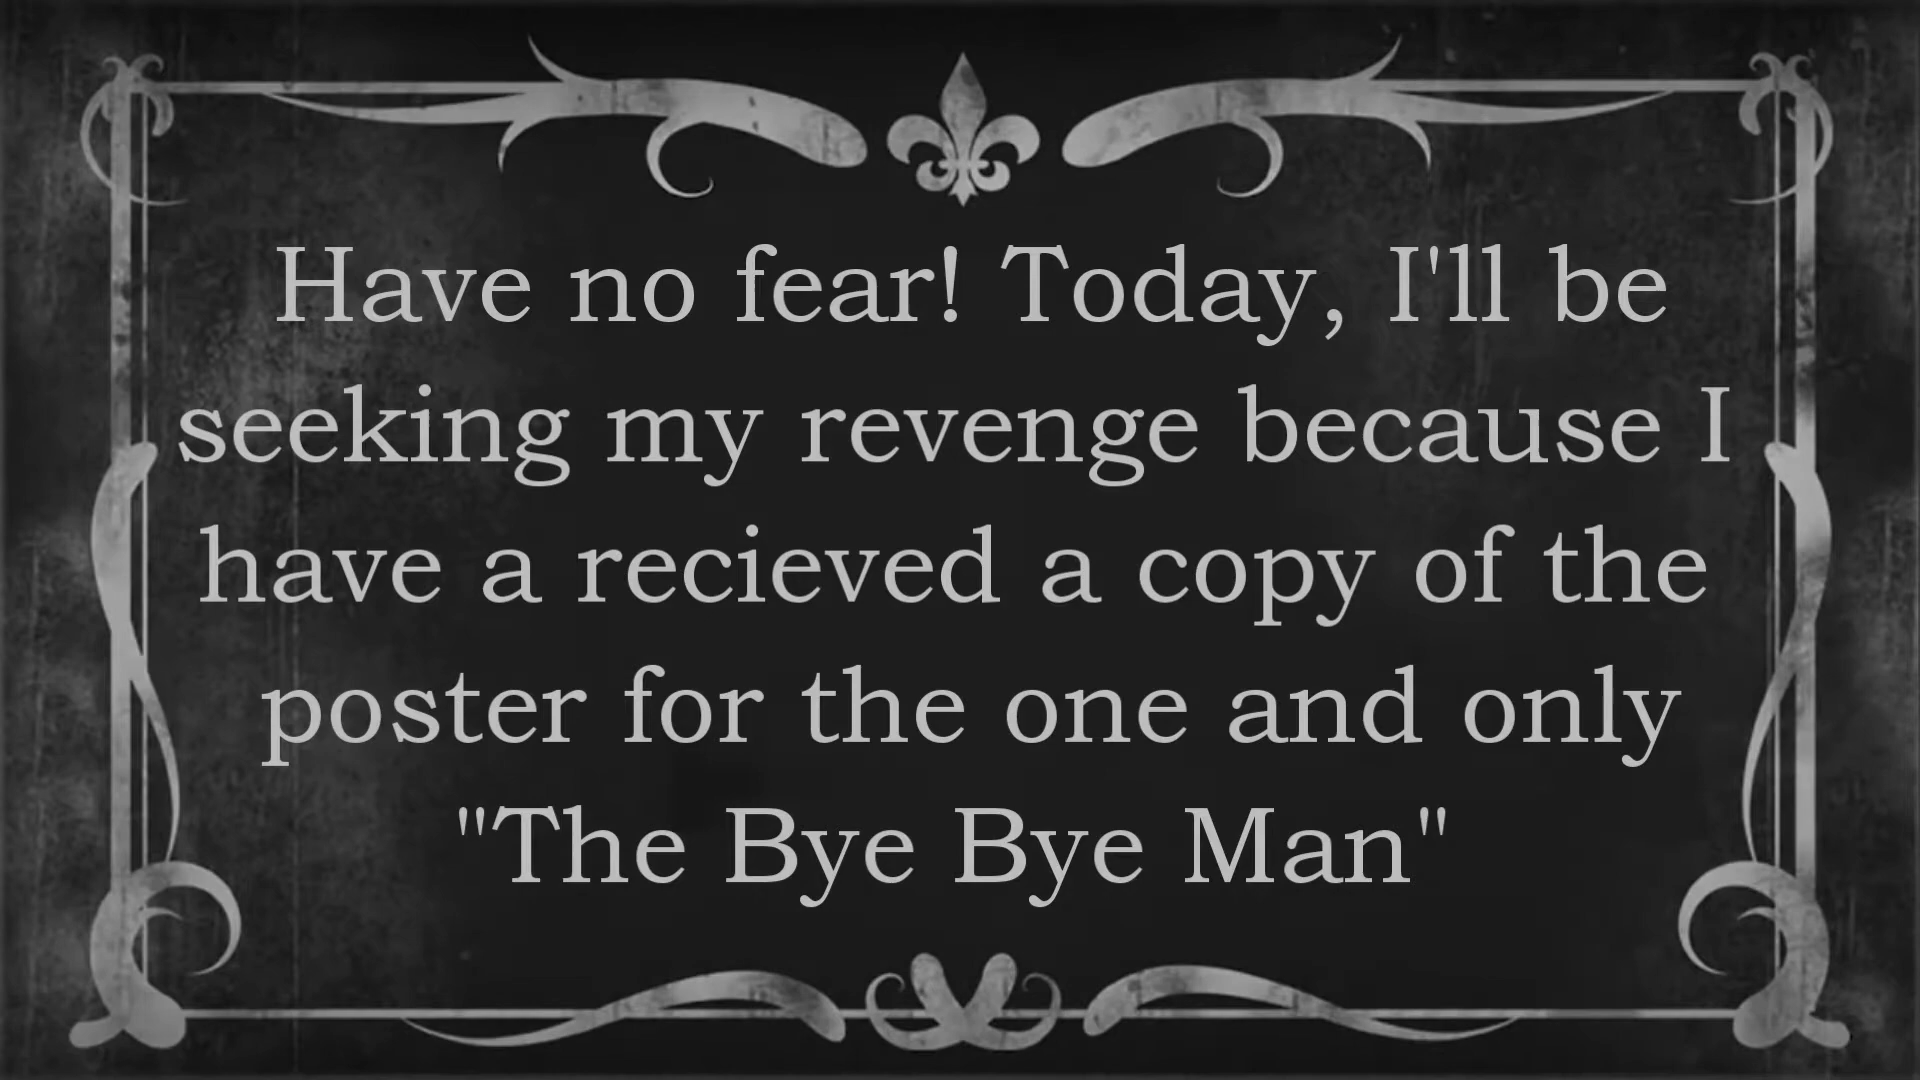 Have no fear! Today, I'll be
seeking my revenge because I
have a recieved a copy of the
poster for the one and only
"The Bye Bye Man"